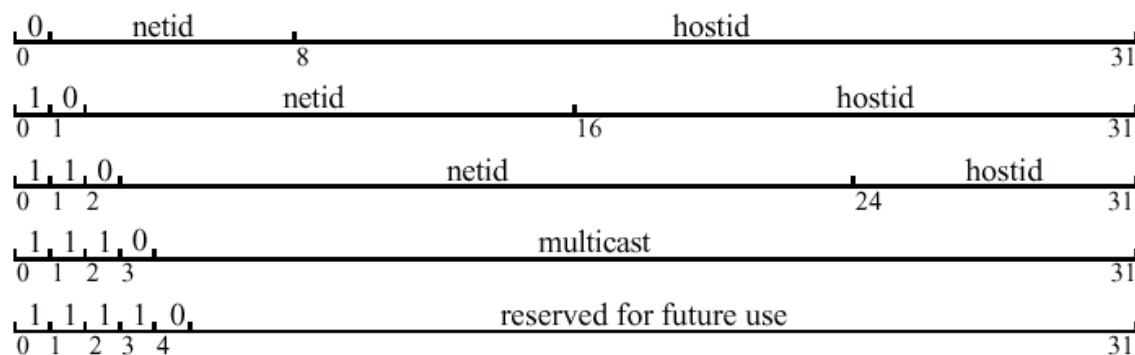 0 netid hostid
0 8 31
1 0 netid hostid
0 1 16 31
1 1 0 netid hostid
0 1 2 24 31
1 1 1 0 multicast
0 1 2 3 31
1 1 1 1 0 reserved for future use
0 1 2 3 4 31